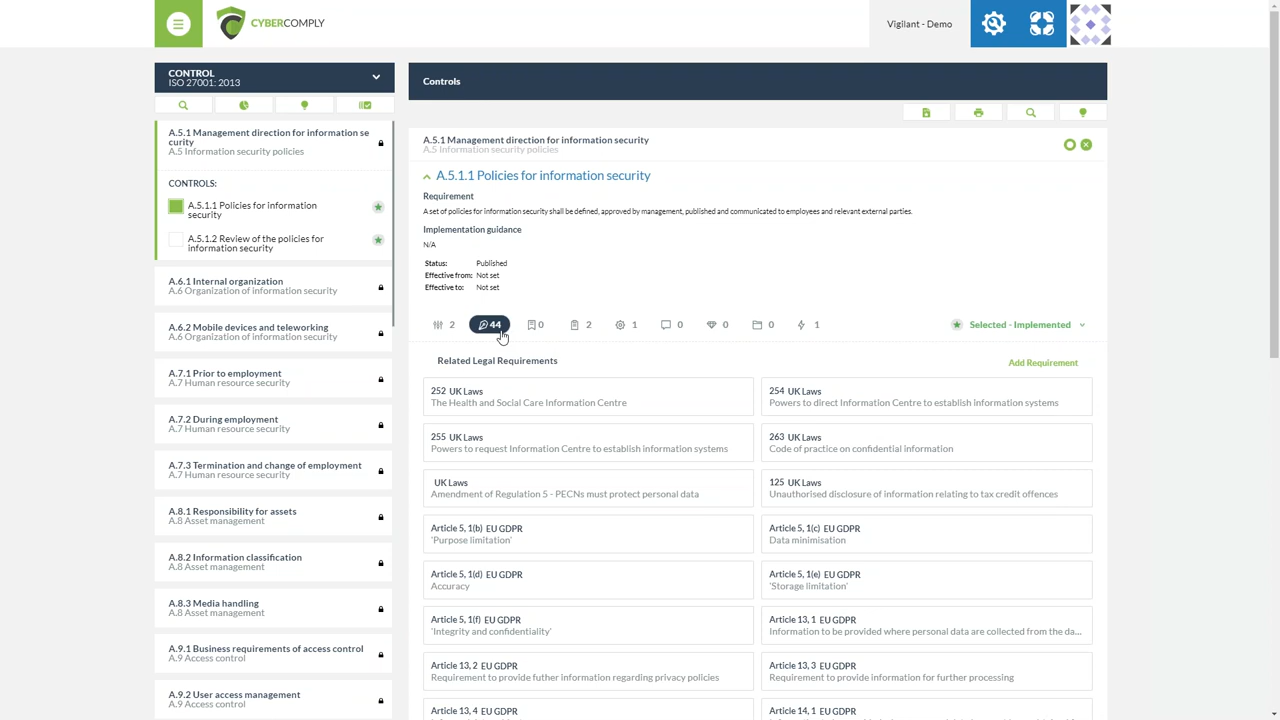 CYBERCOMPLY
Vigilant - Demo
CONTROL
ISO 27001: 2013
A.5.1 Management direction for information se
curity
A.5 Information security policies
CONTROLS:
A.5.1.1 Policies for information
security
A.5.1.2 Review of the policies for
information security
A.6.1 Internal organization
A.6 Organization of information security
A.6.2 Mobile devices and teleworking
A.6 Organization of information security
A.7.1 Prior to employment
A.7 Human resource security
A.7.2 During employment
A.7 Human resource security
A.7.3 Termination and change of employment
A.7 Human resource security
A.8.1 Responsibility for assets
A.8 Asset management
A.8.2 Information classification
A.8 Asset management
A.8.3 Media handling
A.8 Asset management
A.9.1 Business requirements of access control
A.9 Access control
A.9.2 User access management
A.9 Access control
Controls
A.5.1 Management direction for information security
A.5 Information security policies
A.5.1.1 Policies for information security
Requirement
A set of policies for information security shall be defined, approved by management, published and communicated to employees and relevant external parties.
Implementation guidance
N/A
Status: Published
Effective from: Not set
Effective to: Not set
2 44 0 2 1 0 0 0 1 Selected - Implemented
Related Legal Requirements Add Requirement
252 UK Laws
The Health and Social Care Information Centre
254 UK Laws
Powers to direct Information Centre to establish information systems
255 UK Laws
Powers to request Information Centre to establish information systems
263 UK Laws
Code of practice on confidential information
UK Laws
Amendment of Regulation 5 - PECNs must protect personal data
125 UK Laws
Unauthorised disclosure of information relating to tax credit offences
Article 5, 1(b) EU GDPR
'Purpose limitation'
Article 5, 1(c) EU GDPR
Data minimisation
Article 5, 1(d) EU GDPR
Accuracy
Article 5, 1(e) EU GDPR
'Storage limitation'
Article 5, 1(f) EU GDPR
'Integrity and confidentiality'
Article 13, 1 EU GDPR
Information to be provided where personal data are collected from the da...
Article 13, 2 EU GDPR
Requirement to provide futher information regarding privacy policies
Article 13, 3 EU GDPR
Requirement to provide information for further processing
Article 13, 4 EU GDPR
Article 14, 1 EU GDPR